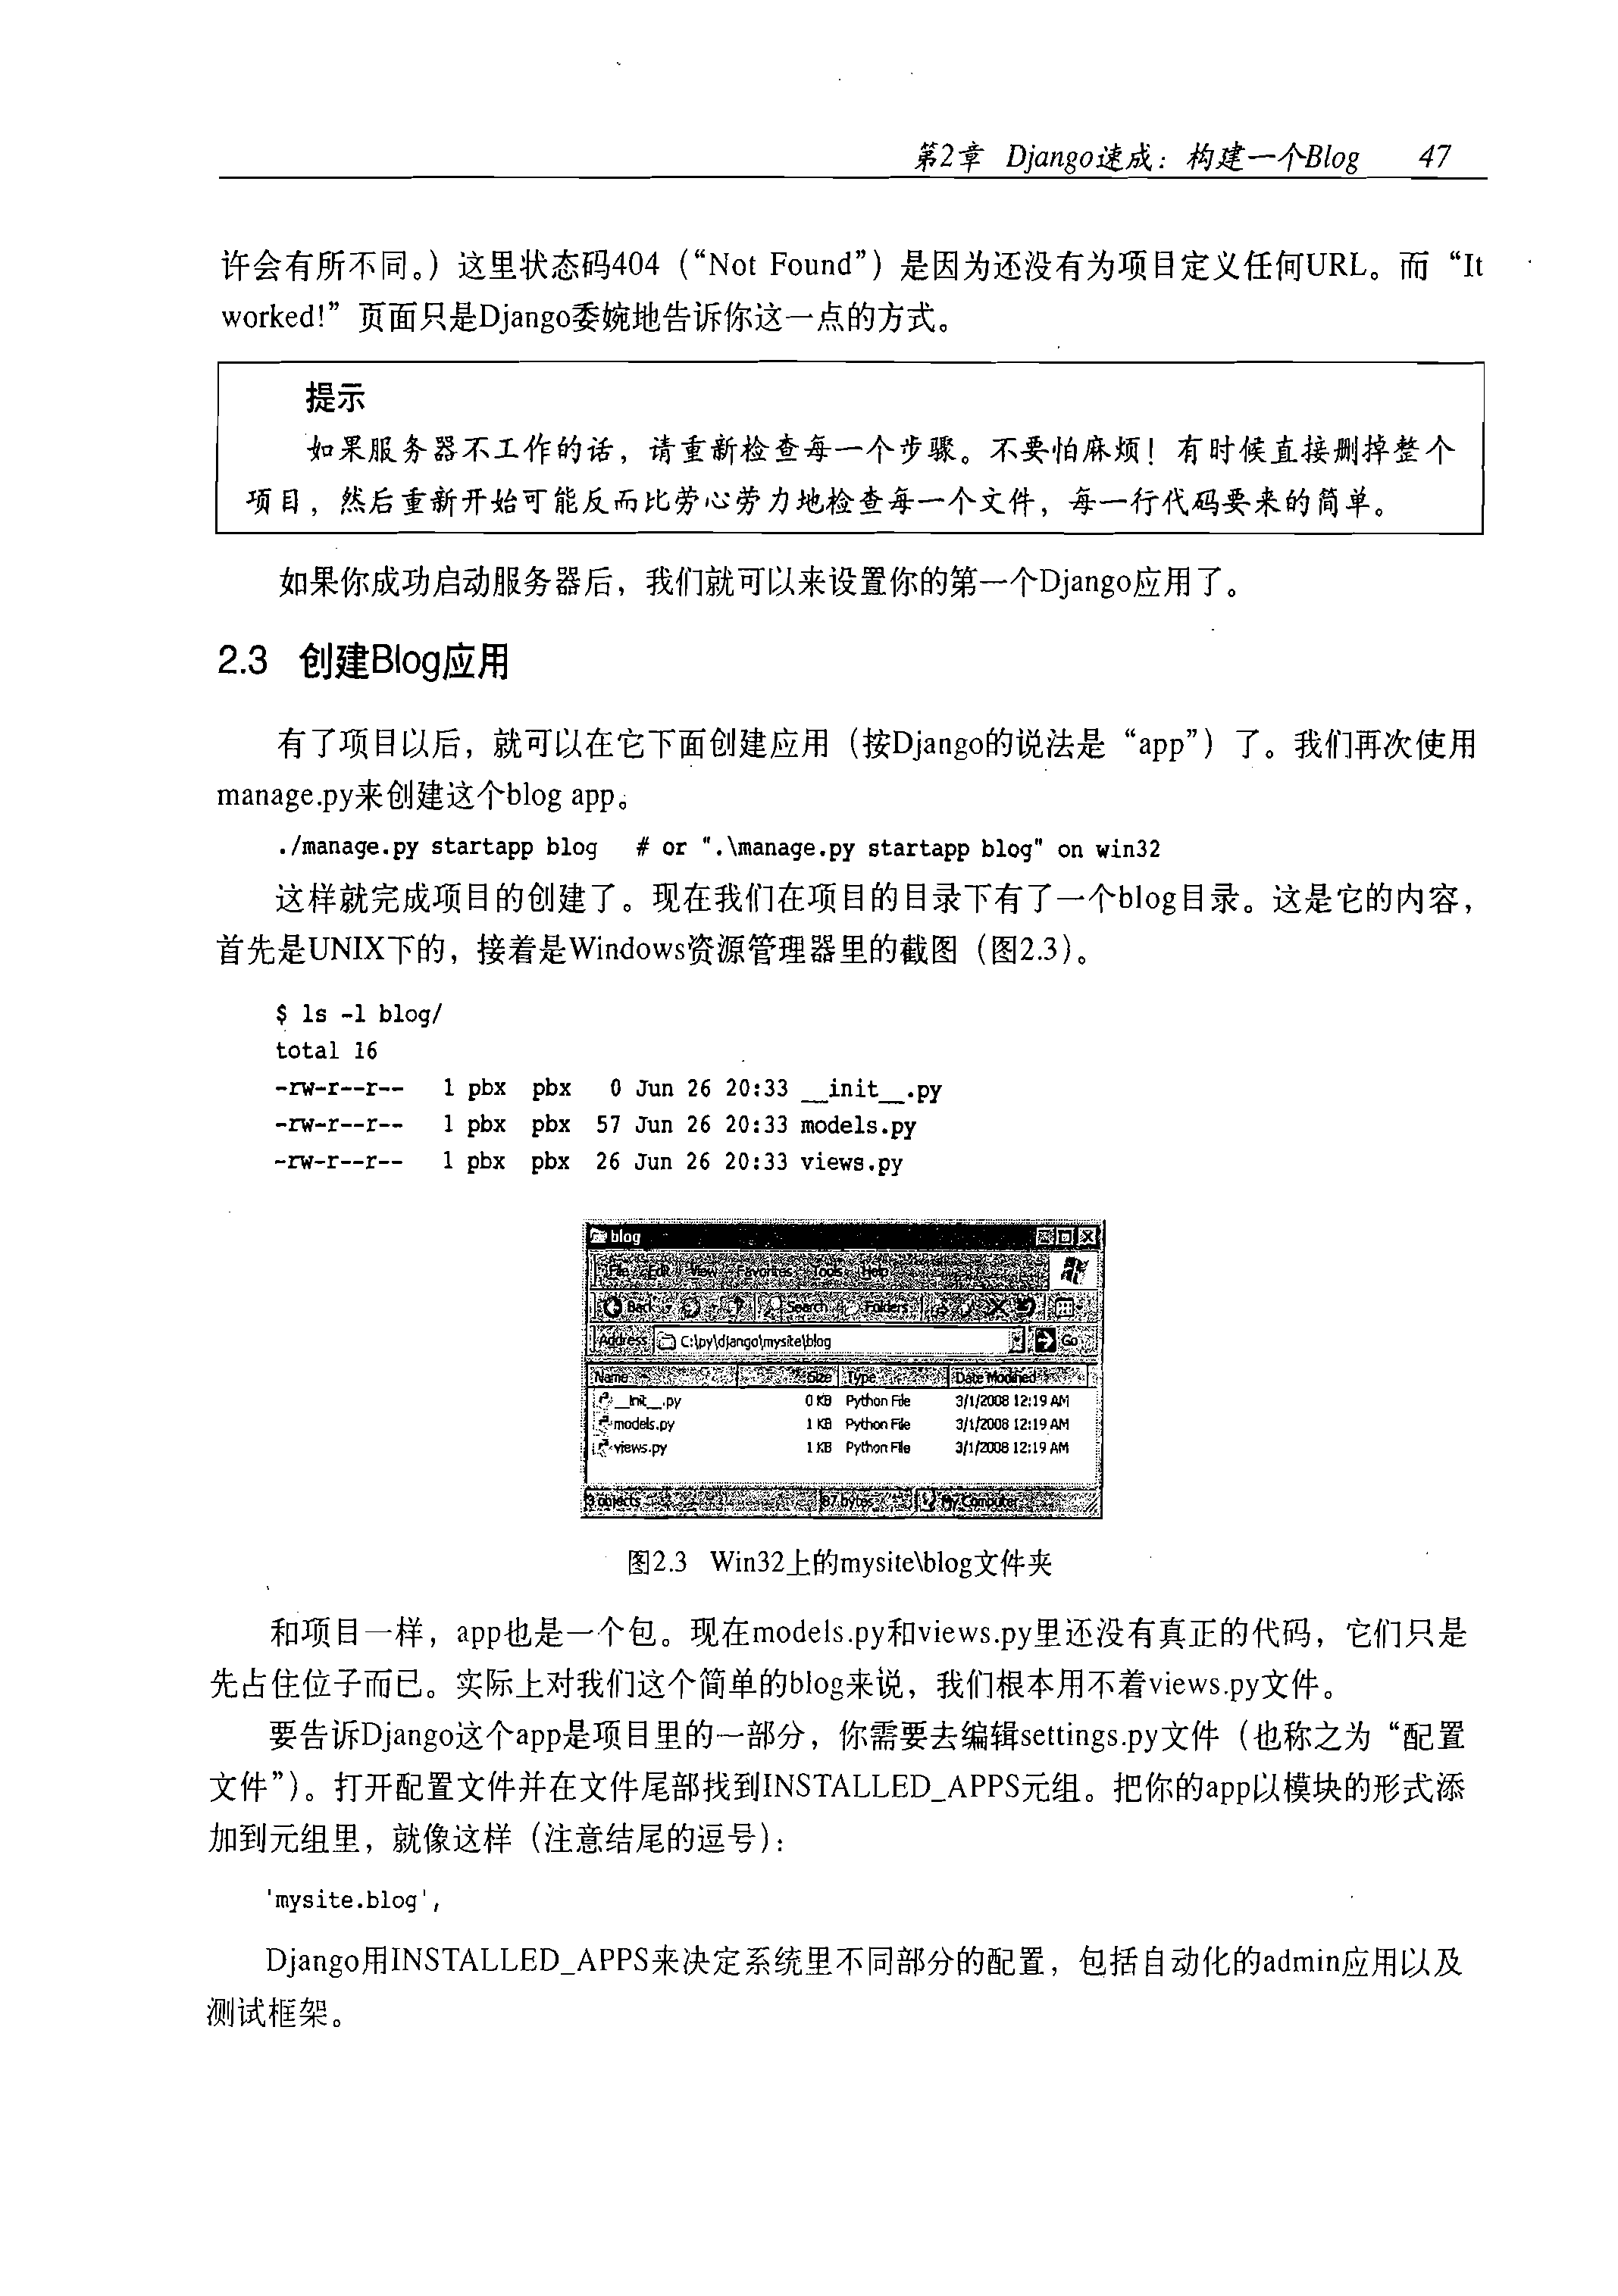 第2章 Django速成：构建一个Blog 47
许会有所不同。）这里状态码404（“Not Found”）是因为还没有为项目定义任何URL。而“It
worked!”页面只是Django委婉地告诉你这一点的方式。
提示
如果服务器不工作的话，请重新检查每一个步骤。不要怕麻烦！有时候直接删掉整个
项目，然后重新开始可能反而比劳心劳力地检查每一个文件，每一行代码要来的简单。
如果你成功启动服务器后，我们就可以来设置你的第一个Django应用了。
2.3 创建Blog应用
有了项目以后，就可以在它下面创建应用（按Django的说法是“app”）了。我们再次使用
manage.py来创建这个blog app。
./manage.py startapp blog   # or ".\manage.py startapp blog" on win32
这样就完成项目的创建了。现在我们在项目的目录下有了一个blog目录。这是它的内容，
首先是UNIX下的，接着是Windows资源管理器里的截图（图2.3）。
$ ls -l blog/
total 16
-rw-r--r--   1 pbx  pbx   0 Jun 26 20:33 __init__.py
-rw-r--r--   1 pbx  pbx  57 Jun 26 20:33 models.py
-rw-r--r--   1 pbx  pbx  26 Jun 26 20:33 views.py
blog
File Edit View Favorites Tools Help
Back Search Folders
Address C:\py\django\mysite\blog Go
Name Size Type Date Modified
__init__.py 0 KB Python File 3/1/2008 12:19 AM
models.py 1 KB Python File 3/1/2008 12:19 AM
views.py 1 KB Python File 3/1/2008 12:19 AM
3 objects 87 bytes My Computer
图2.3 Win32上的mysite\blog文件夹
和项目一样，app也是一个包。现在models.py和views.py里还没有真正的代码，它们只是
先占住位子而已。实际上对我们这个简单的blog来说，我们根本用不着views.py文件。
要告诉Django这个app是项目里的一部分，你需要去编辑settings.py文件（也称之为“配置
文件”）。打开配置文件并在文件尾部找到INSTALLED_APPS元组。把你的app以模块的形式添
加到元组里，就像这样（注意结尾的逗号）：
'mysite.blog',
Django用INSTALLED_APPS来决定系统里不同部分的配置，包括自动化的admin应用以及
测试框架。